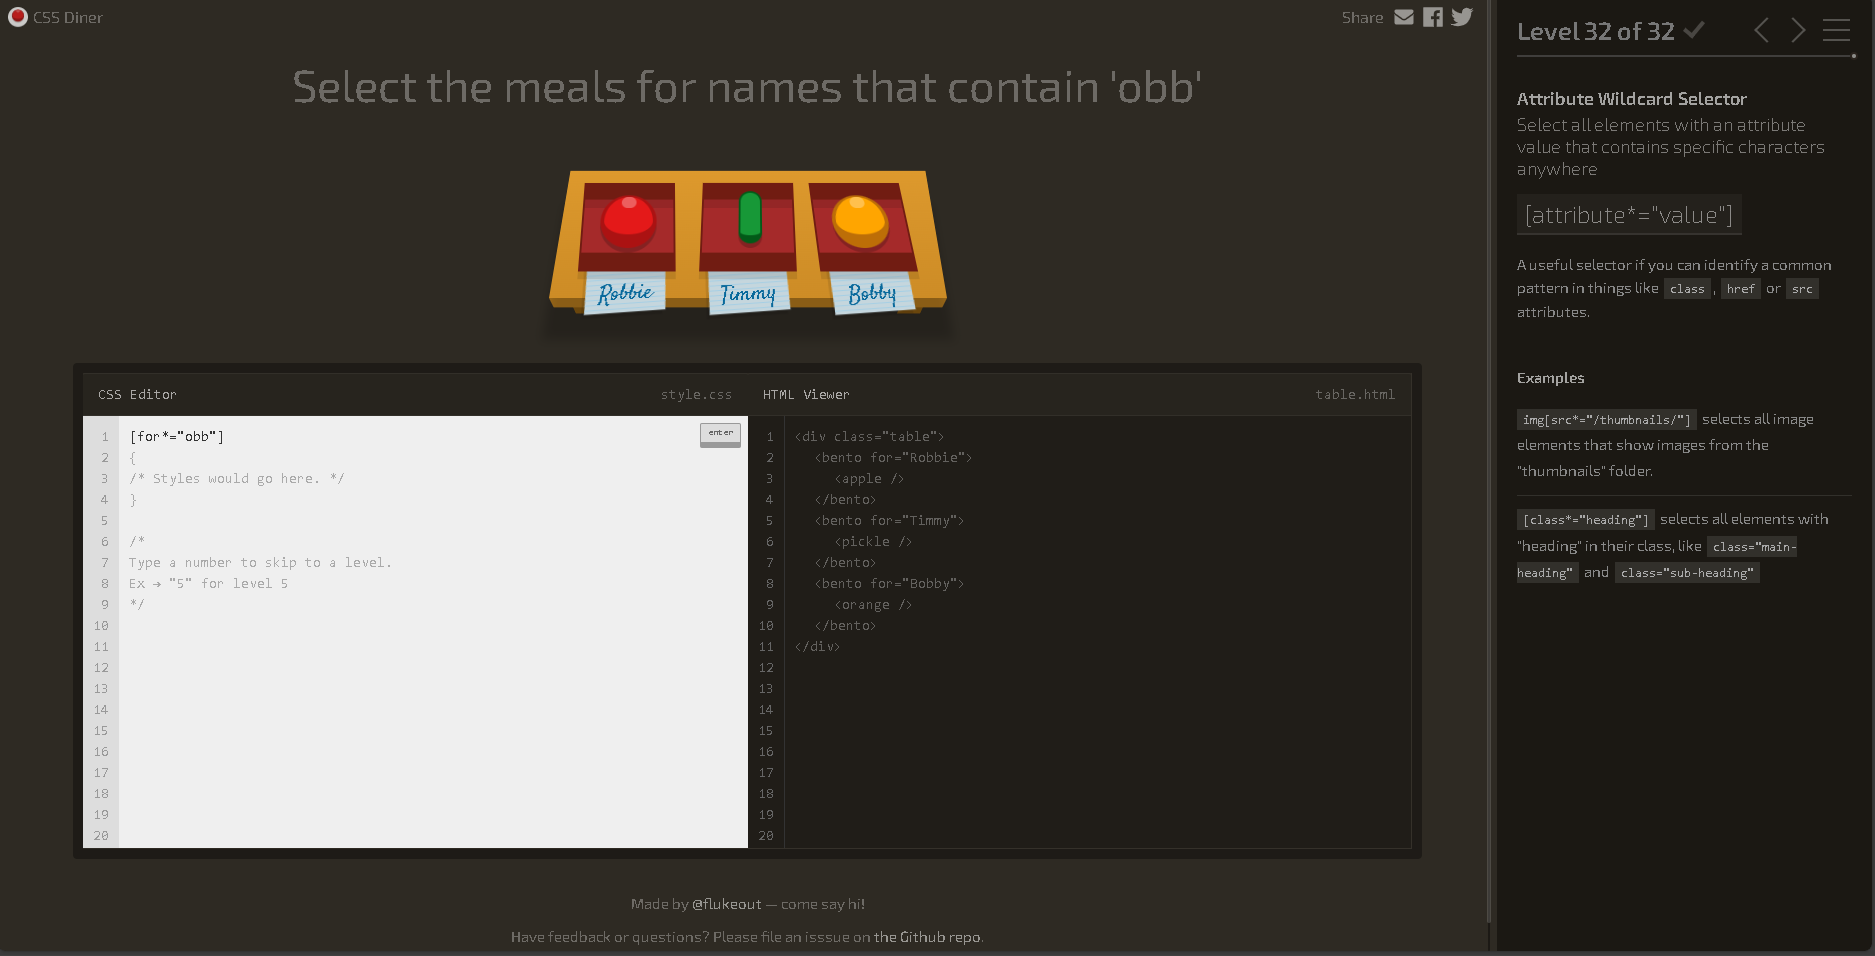 CSS Diner
Share
Select the meals for names that contain 'obb'
Robbie
Timmy
Bobby
CSS Editor
style.css
1 [for*="obb"]
2 {
3 /* Styles would go here. */
4 }
5
6 /*
7 Type a number to skip to a level.
8 Ex → "5" for level 5
9 */
10
11
12
13
14
15
16
17
18
19
20
enter
HTML Viewer
table.html
1 <div class="table">
2 <bento for="Robbie">
3 <apple />
4 </bento>
5 <bento for="Timmy">
6 <pickle />
7 </bento>
8 <bento for="Bobby">
9 <orange />
10 </bento>
11 </div>
12
13
14
15
16
17
18
19
20
Made by @flukeout — come say hi!
Have feedback or questions? Please file an isssue on the Github repo.
Level 32 of 32
Attribute Wildcard Selector
Select all elements with an attribute
value that contains specific characters
anywhere
[attribute*="value"]
A useful selector if you can identify a common
pattern in things like class , href or src
attributes.
Examples
img[src*="/thumbnails/"] selects all image
elements that show images from the
"thumbnails" folder.
[class*="heading"] selects all elements with
"heading" in their class, like class="main-
heading" and class="sub-heading"